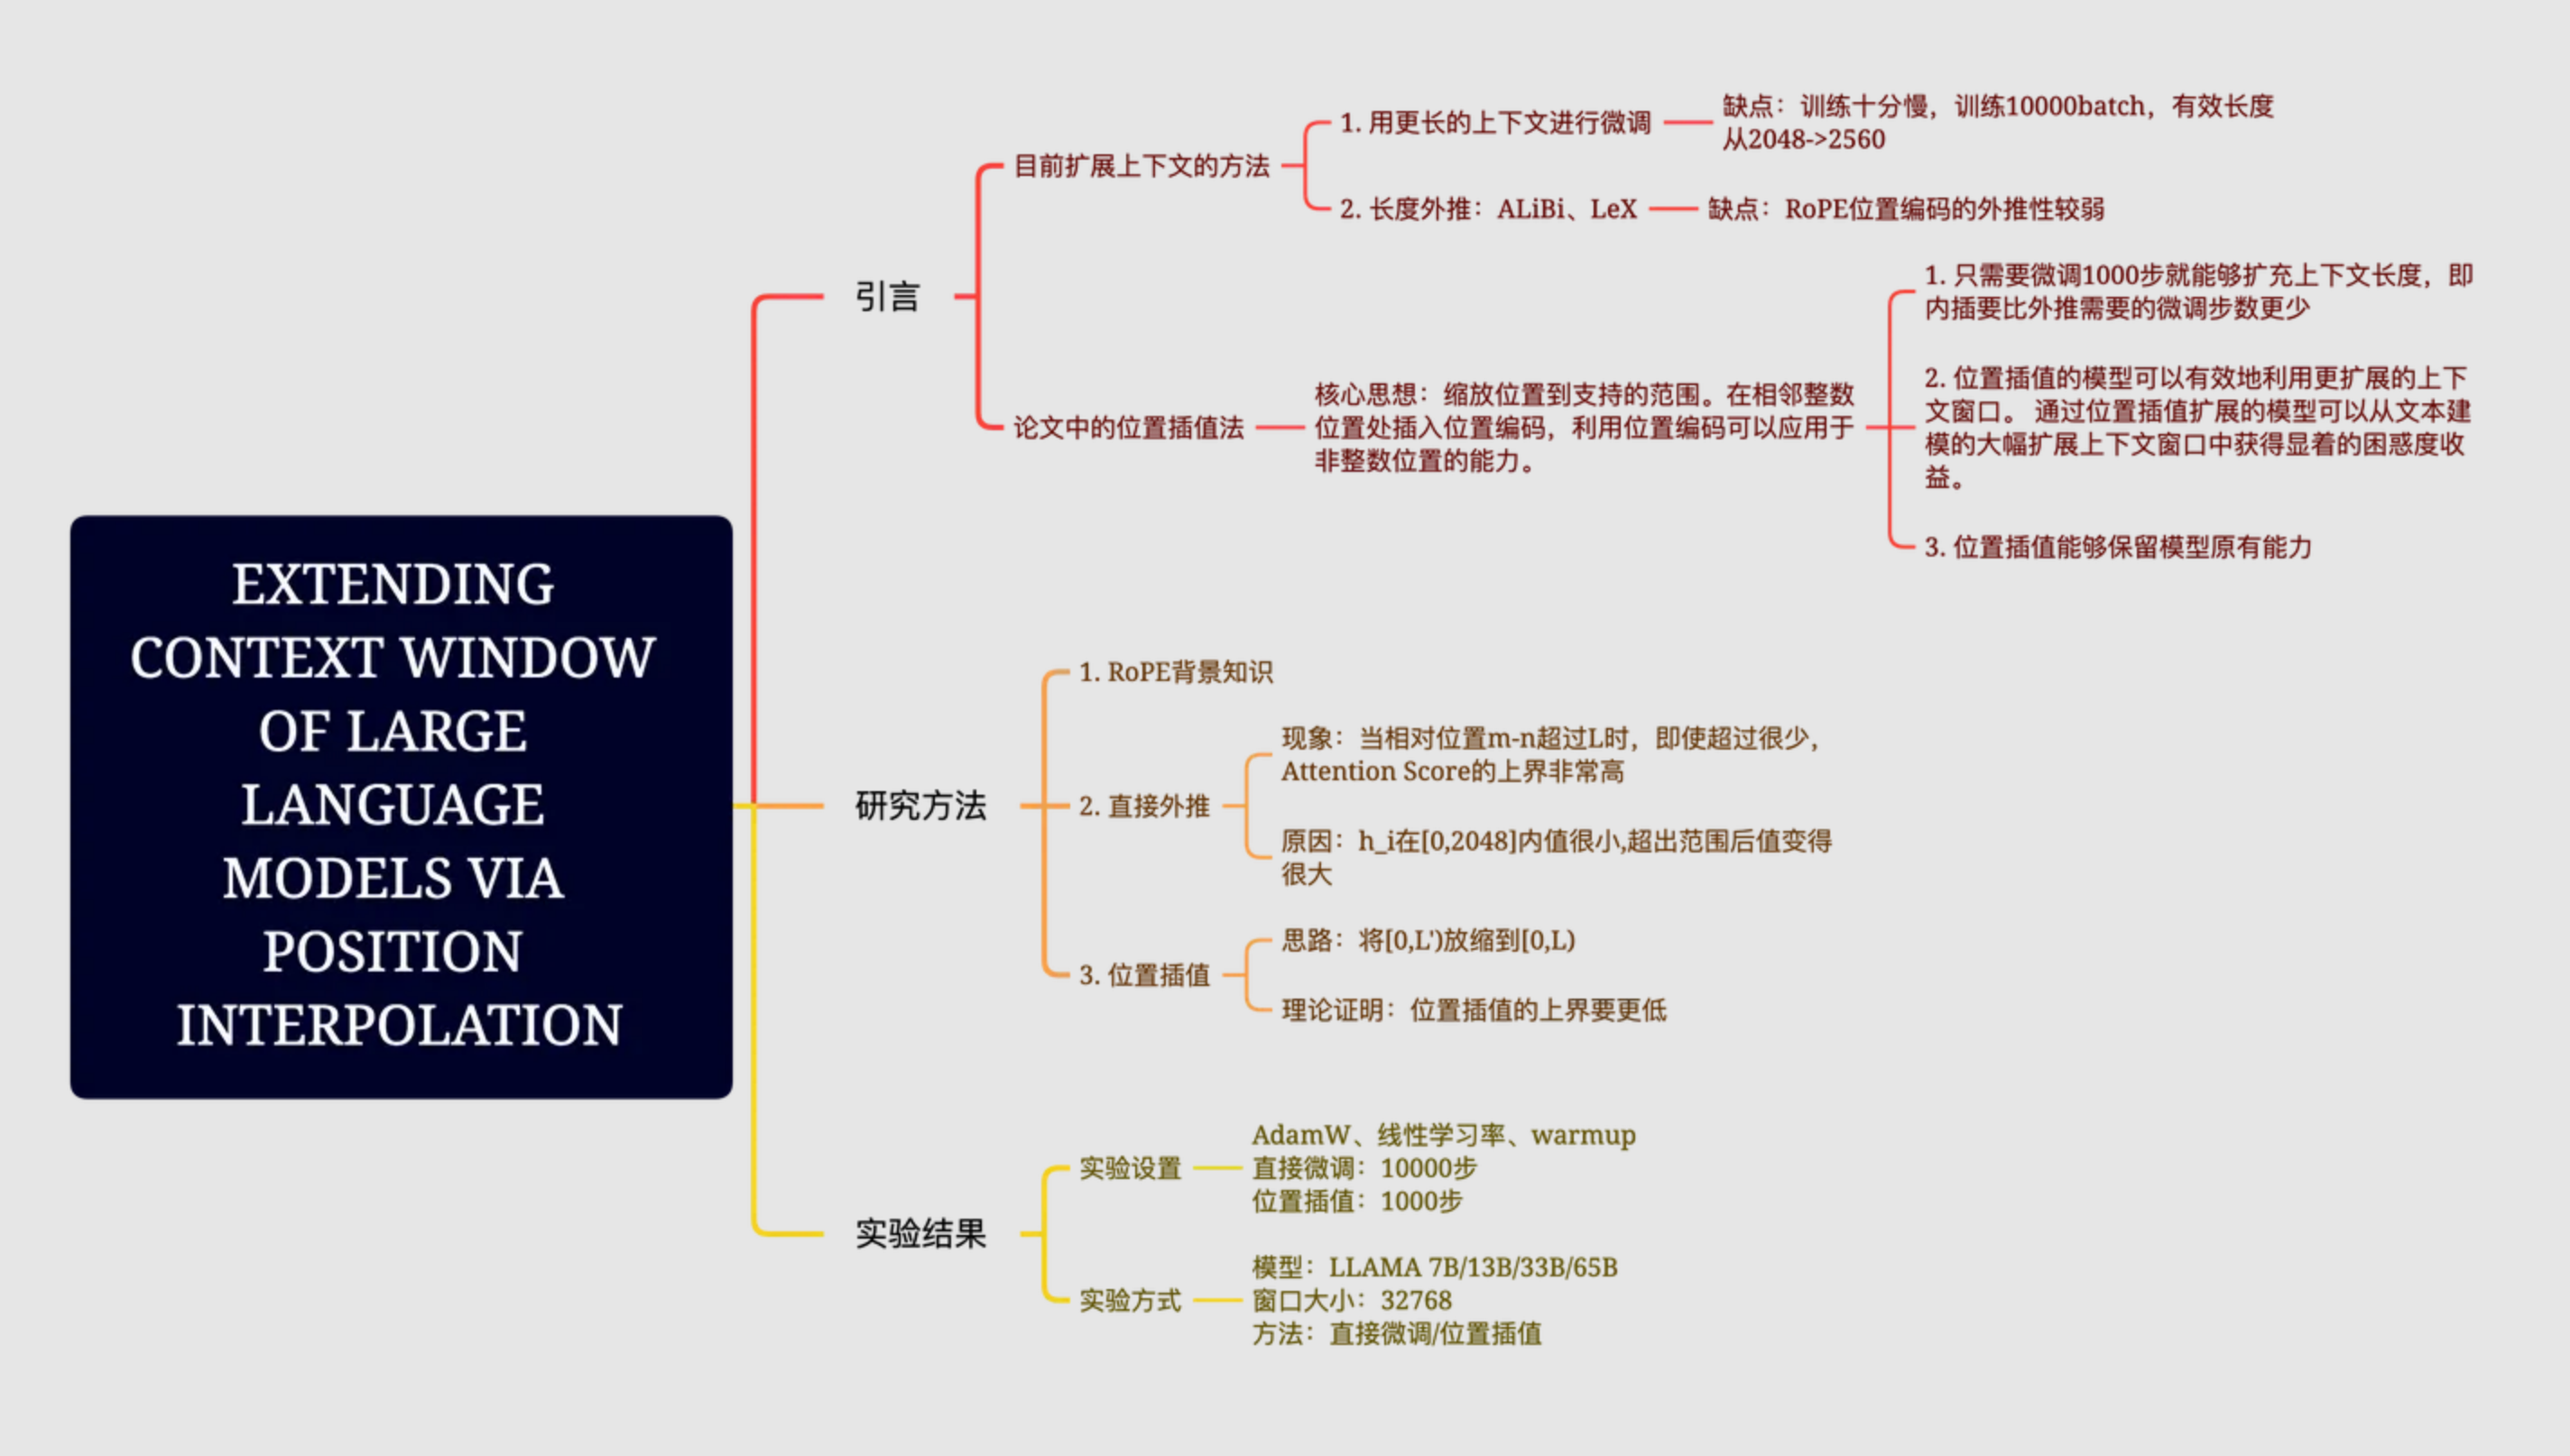 EXTENDING
CONTEXT WINDOW
OF LARGE
LANGUAGE
MODELS VIA
POSITION
INTERPOLATION
引言
目前扩展上下文的方法
1. 用更长的上下文进行微调
缺点：训练十分慢，训练10000batch，有效长度
从2048->2560
2. 长度外推：ALiBi、LeX
缺点：RoPE位置编码的外推性较弱
论文中的位置插值法
核心思想：缩放位置到支持的范围。在相邻整数
位置处插入位置编码，利用位置编码可以应用于
非整数位置的能力。
1. 只需要微调1000步就能够扩充上下文长度，即
内插要比外推需要的微调步数更少
2. 位置插值的模型可以有效地利用更扩展的上下
文窗口。 通过位置插值扩展的模型可以从文本建
模的大幅扩展上下文窗口中获得显着的困惑度收
益。
3. 位置插值能够保留模型原有能力
研究方法
1. RoPE背景知识
2. 直接外推
现象：当相对位置m-n超过L时，即使超过很少，
Attention Score的上界非常高
原因：h_i在[0,2048]内值很小,超出范围后值变得
很大
3. 位置插值
思路：将[0,L')放缩到[0,L)
理论证明：位置插值的上界要更低
实验结果
实验设置
AdamW、线性学习率、warmup
直接微调：10000步
位置插值：1000步
实验方式
模型：LLAMA 7B/13B/33B/65B
窗口大小：32768
方法：直接微调/位置插值